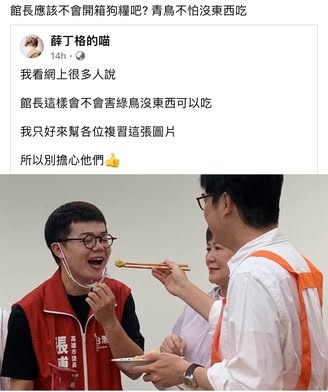 館長應該不會開箱狗糧吧? 青鳥不怕沒東西吃
薛丁格的喵
14h
我看網上很多人說
館長這樣會不會害綠鳥沒東西可以吃
我只好來幫各位複習這張圖片
所以別擔心他們👍
高雄市議員
張